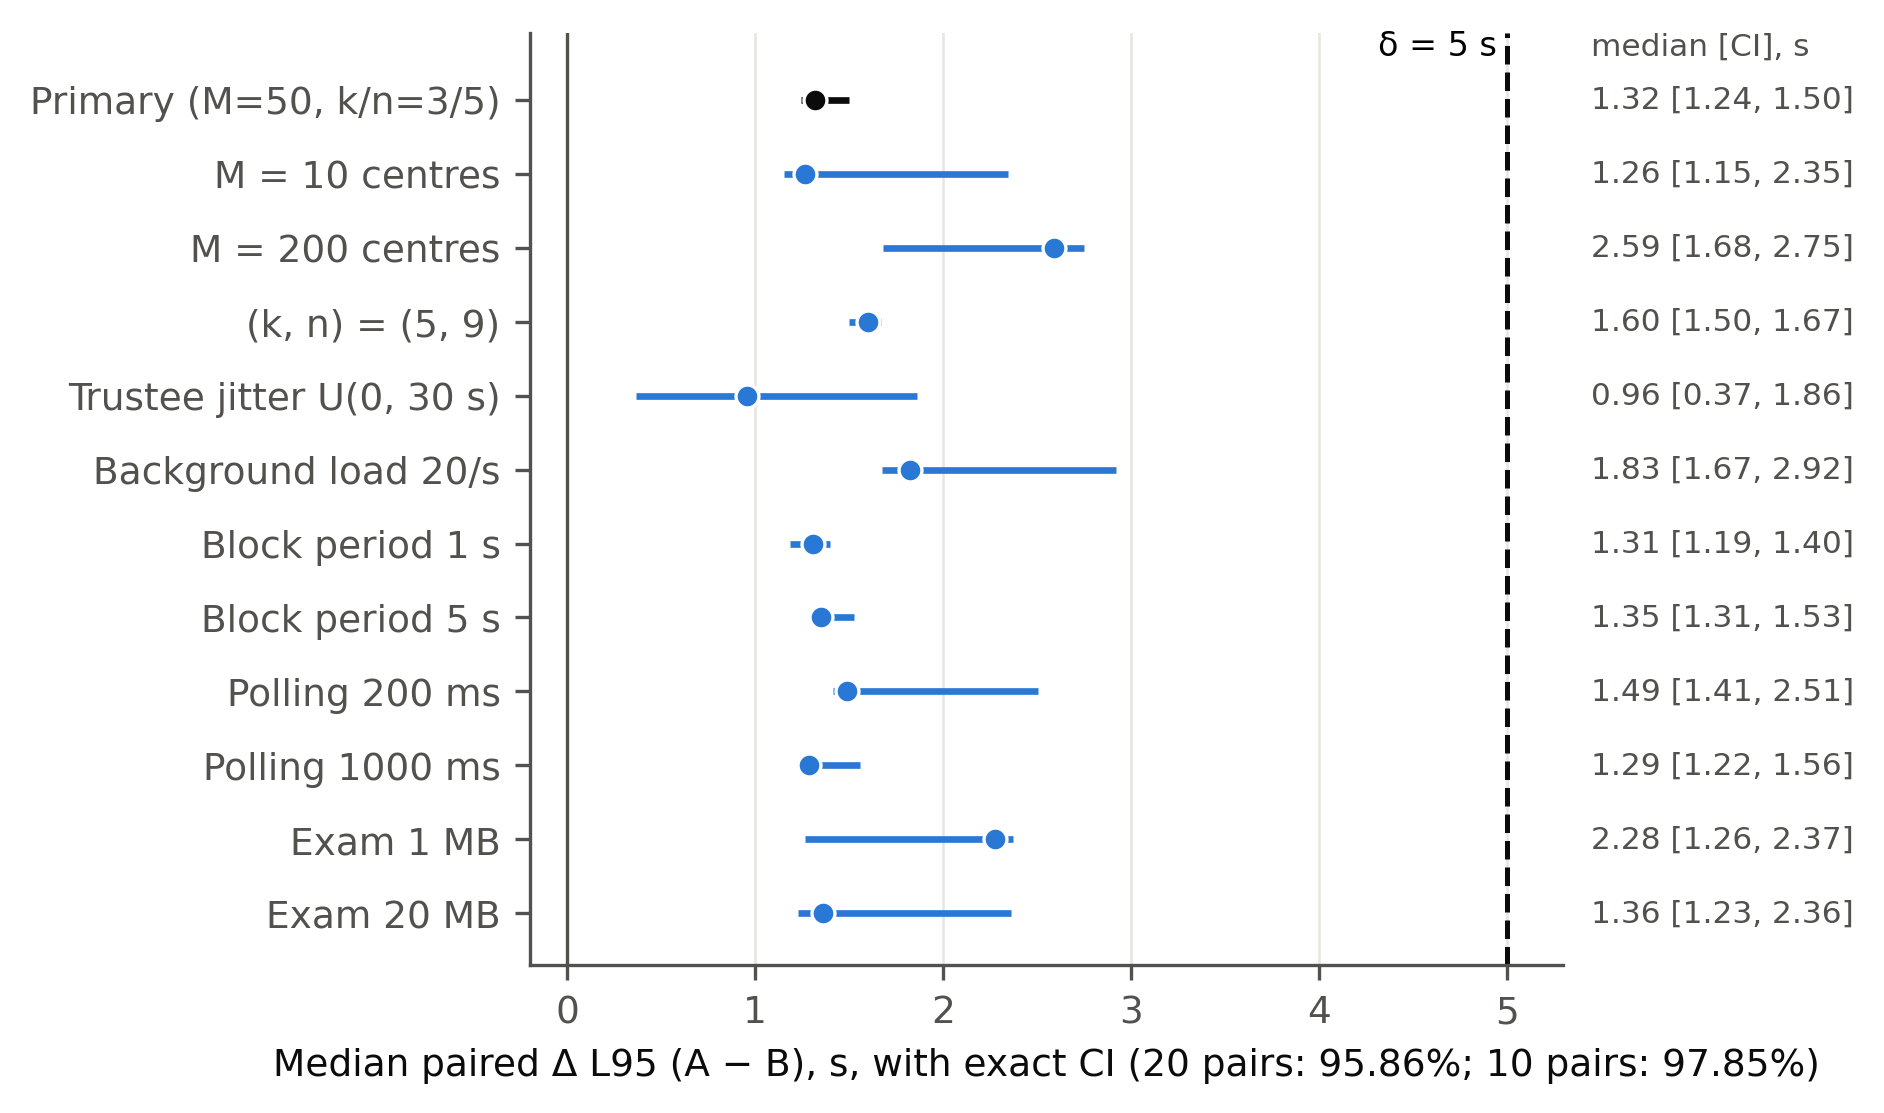 δ = 5 s median [CI], s
Primary (M=50, k/n=3/5) 1.32 [1.24, 1.50]
M = 10 centres 1.26 [1.15, 2.35]
M = 200 centres 2.59 [1.68, 2.75]
(k, n) = (5, 9) 1.60 [1.50, 1.67]
Trustee jitter U(0, 30 s) 0.96 [0.37, 1.86]
Background load 20/s 1.83 [1.67, 2.92]
Block period 1 s 1.31 [1.19, 1.40]
Block period 5 s 1.35 [1.31, 1.53]
Polling 200 ms 1.49 [1.41, 2.51]
Polling 1000 ms 1.29 [1.22, 1.56]
Exam 1 MB 2.28 [1.26, 2.37]
Exam 20 MB 1.36 [1.23, 2.36]
0 1 2 3 4 5
Median paired Δ L95 (A − B), s, with exact CI (20 pairs: 95.86%; 10 pairs: 97.85%)